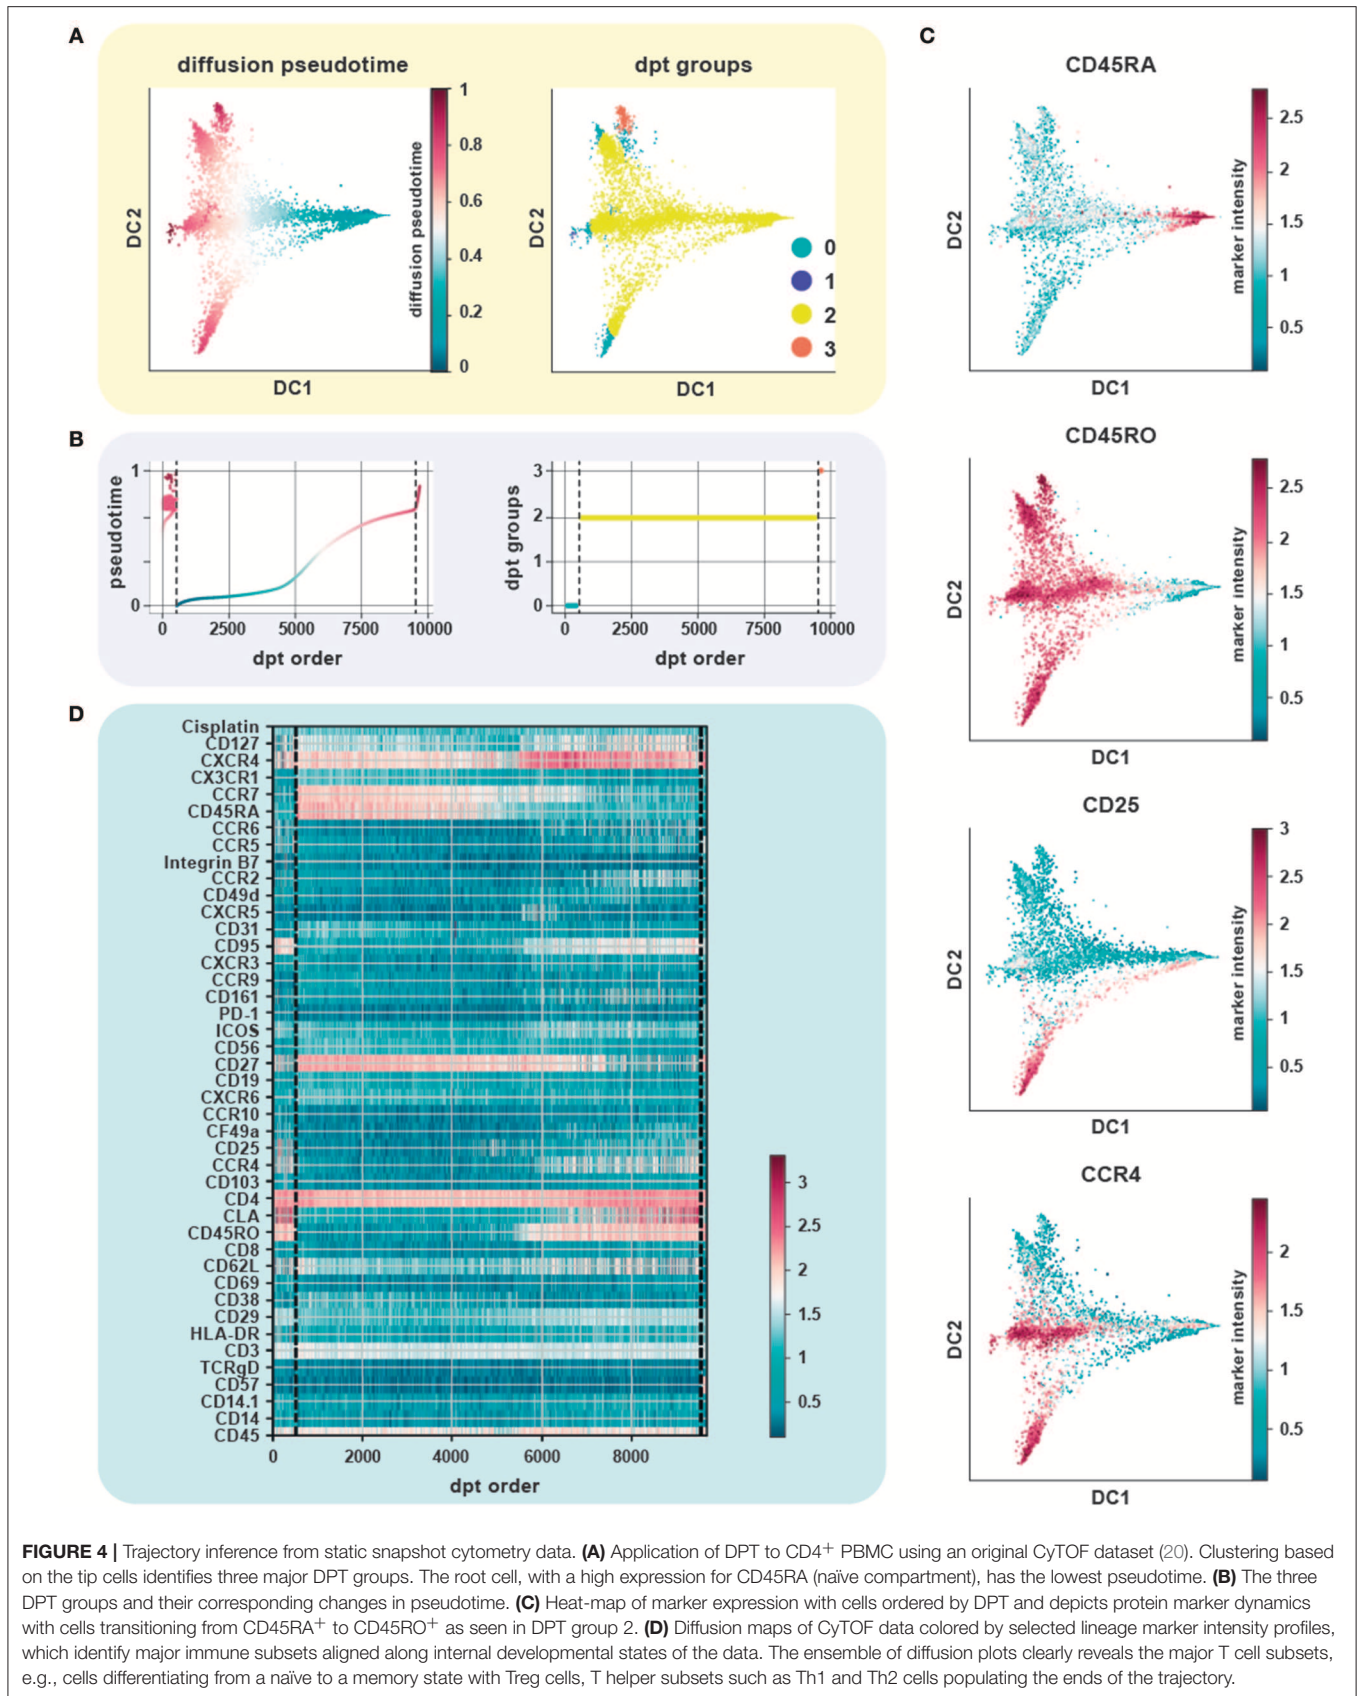 A
diffusion pseudotime
1
0.8
0.6
0.4
0.2
0
diffusion pseudotime
DC2
DC1
dpt groups
0
1
2
3
DC2
DC1
B
pseudotime
1
0
0 2500 5000 7500 10000
dpt order
dpt groups
3
2
1
0
0 2500 5000 7500 10000
dpt order
C
CD45RA
2.5
2
1.5
1
0.5
marker intensity
DC2
DC1
CD45RO
2.5
2
1.5
1
0.5
marker intensity
DC2
DC1
CD25
3
2.5
2
1.5
1
0.5
marker intensity
DC2
DC1
CCR4
2
1.5
1
0.5
marker intensity
DC2
DC1
D
Cisplatin
CD127
CXCR4
CX3CR1
CCR7
CD45RA
CCR6
CCR5
Integrin B7
CCR2
CD49d
CXCR5
CD31
CD95
CXCR3
CCR9
CD161
PD-1
ICOS
CD56
CD27
CD19
CXCR6
CCR10
CF49a
CD25
CCR4
CD103
CD4
CLA
CD45RO
CD8
CD62L
CD69
CD38
CD29
HLA-DR
CD3
TCRgD
CD57
CD14.1
CD14
CD45
0 2000 4000 6000 8000
dpt order
3
2.5
2
1.5
1
0.5
FIGURE 4 | Trajectory inference from static snapshot cytometry data. (A) Application of DPT to CD4+ PBMC using an original CyTOF dataset (20). Clustering based
on the tip cells identifies three major DPT groups. The root cell, with a high expression for CD45RA (naïve compartment), has the lowest pseudotime. (B) The three
DPT groups and their corresponding changes in pseudotime. (C) Heat-map of marker expression with cells ordered by DPT and depicts protein marker dynamics
with cells transitioning from CD45RA+ to CD45RO+ as seen in DPT group 2. (D) Diffusion maps of CyTOF data colored by selected lineage marker intensity profiles,
which identify major immune subsets aligned along internal developmental states of the data. The ensemble of diffusion plots clearly reveals the major T cell subsets,
e.g., cells differentiating from a naïve to a memory state with Treg cells, T helper subsets such as Th1 and Th2 cells populating the ends of the trajectory.